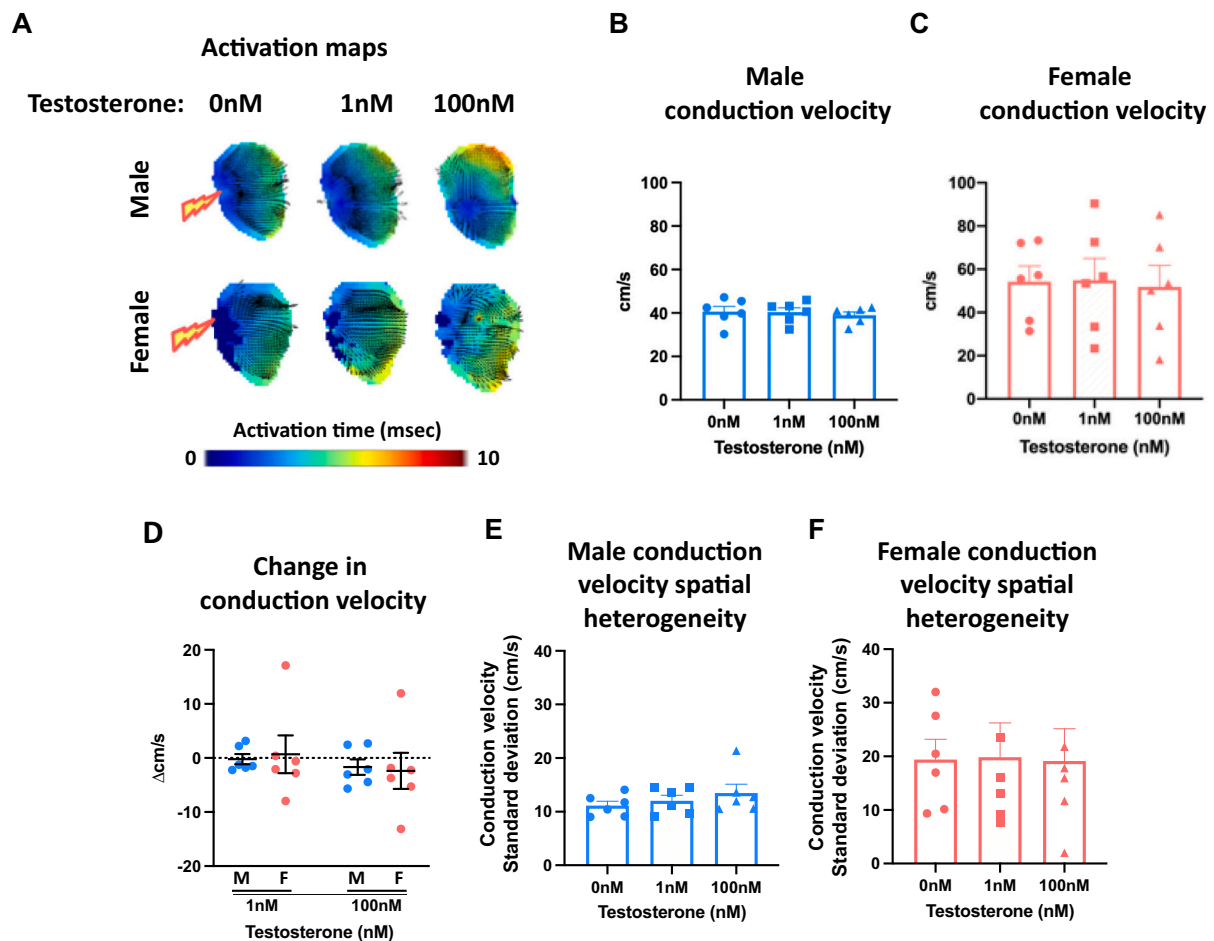 A
Activation maps
Testosterone: 0nM 1nM 100nM
Male
Female
Activation time (msec)
0 10
B
Male
conduction velocity
100
80
60
40
20
0
cm/s
0nM 1nM 100nM
Testosterone (nM)
C
Female
conduction velocity
100
80
60
40
20
0
cm/s
0nM 1nM 100nM
Testosterone (nM)
D
Change in
conduction velocity
20
10
0
-10
-20
Δcm/s
M F M F
1nM 100nM
Testosterone (nM)
E
Male conduction
velocity spatial
heterogeneity
Conduction velocity
Standard deviation (cm/s)
40
30
20
10
0
0nM 1nM 100nM
Testosterone (nM)
F
Female conduction
velocity spatial
heterogeneity
Conduction velocity
Standard deviation (cm/s)
40
30
20
10
0
0nM 1nM 100nM
Testosterone (nM)